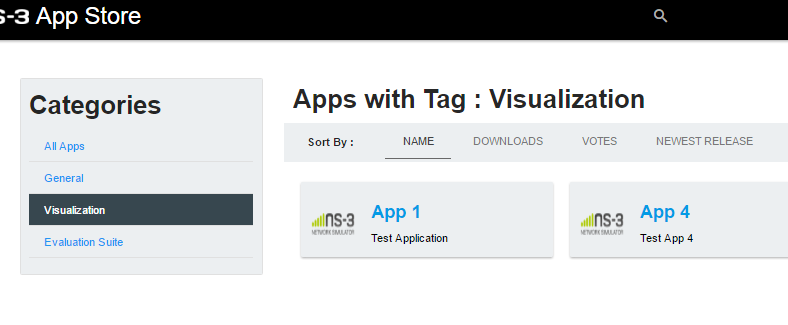 S-3 App Store
Categories
All Apps
General
Visualization
Evaluation Suite
Apps with Tag : Visualization
Sort By :
NAME
DOWNLOADS
VOTES
NEWEST RELEASE
NS-3
NETWORK SIMULATOR
App 1
Test Application
NS-3
NETWORK SIMULATOR
App 4
Test App 4